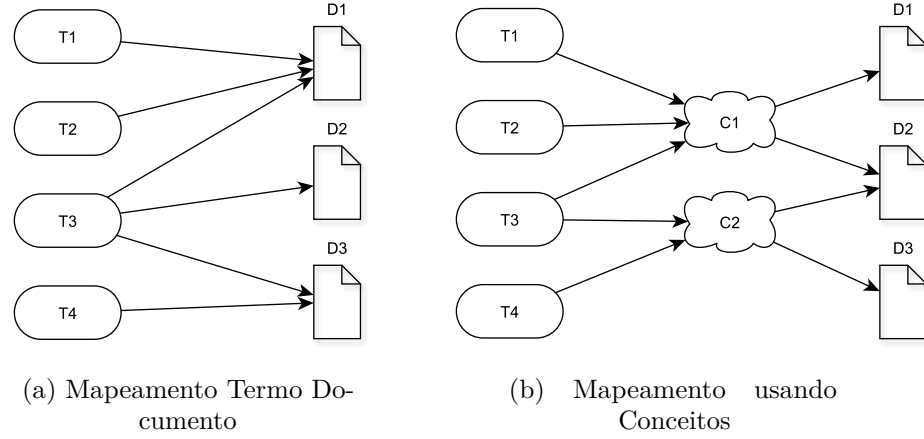 D1
T1
T2
D2
T3
D3
T4
(a) Mapeamento Termo Do-
cumento
D1
T1
C1
T2
D2
T3
C2
D3
T4
(b) Mapeamento usando
Conceitos